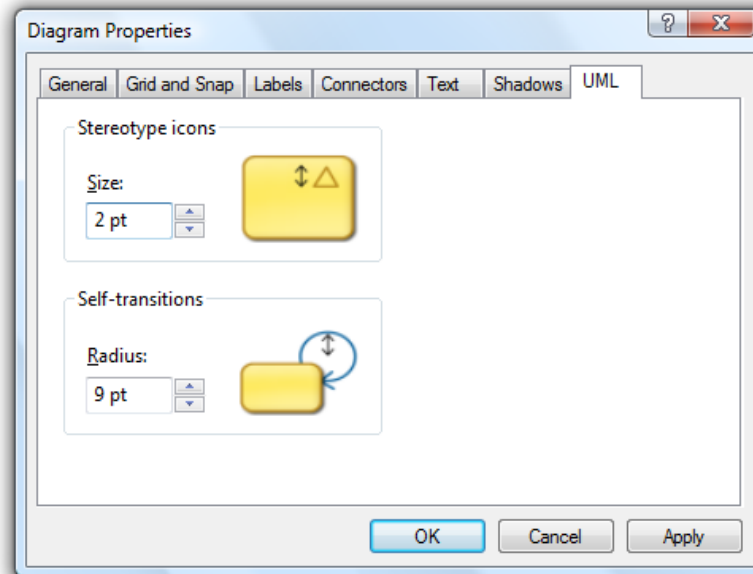 Diagram Properties
General Grid and Snap Labels Connectors Text Shadows UML
Stereotype icons
Size:
2 pt
Self-transitions
Radius:
9 pt
OK Cancel Apply